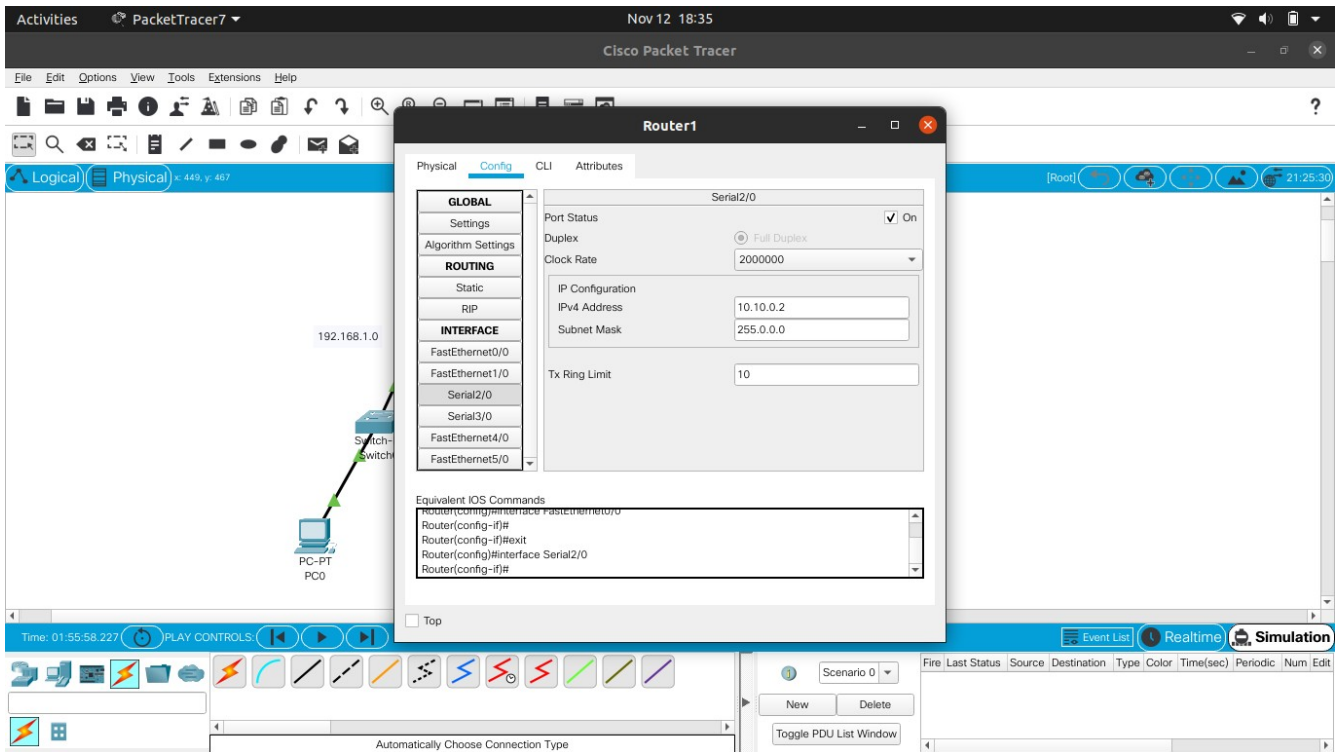 Activities PacketTracer7 Nov 12 18:35
Cisco Packet Tracer
File Edit Options View Tools Extensions Help
?
Router1
Physical Config CLI Attributes
Logical Physical x: 449, y: 467
[Root] 21:25:30
GLOBAL
Settings
Algorithm Settings
ROUTING
Static
RIP
INTERFACE
FastEthernet0/0
FastEthernet1/0
Serial2/0
Serial3/0
FastEthernet4/0
FastEthernet5/0
Serial2/0
Port Status On
Duplex Full Duplex
Clock Rate 2000000
IP Configuration
IPv4 Address 10.10.0.2
Subnet Mask 255.0.0.0
Tx Ring Limit 10
Equivalent IOS Commands
Router(config)#interface FastEthernet0/0
Router(config-if)#
Router(config-if)#exit
Router(config)#interface Serial2/0
Router(config-if)#
Top
192.168.1.0
Switch-
Switch
PC-PT
PC0
Time: 01:55:58.227 PLAY CONTROLS:
Event List Realtime Simulation
Scenario 0
New Delete
Toggle PDU List Window
Fire Last Status Source Destination Type Color Time(sec) Periodic Num Edit
Automatically Choose Connection Type